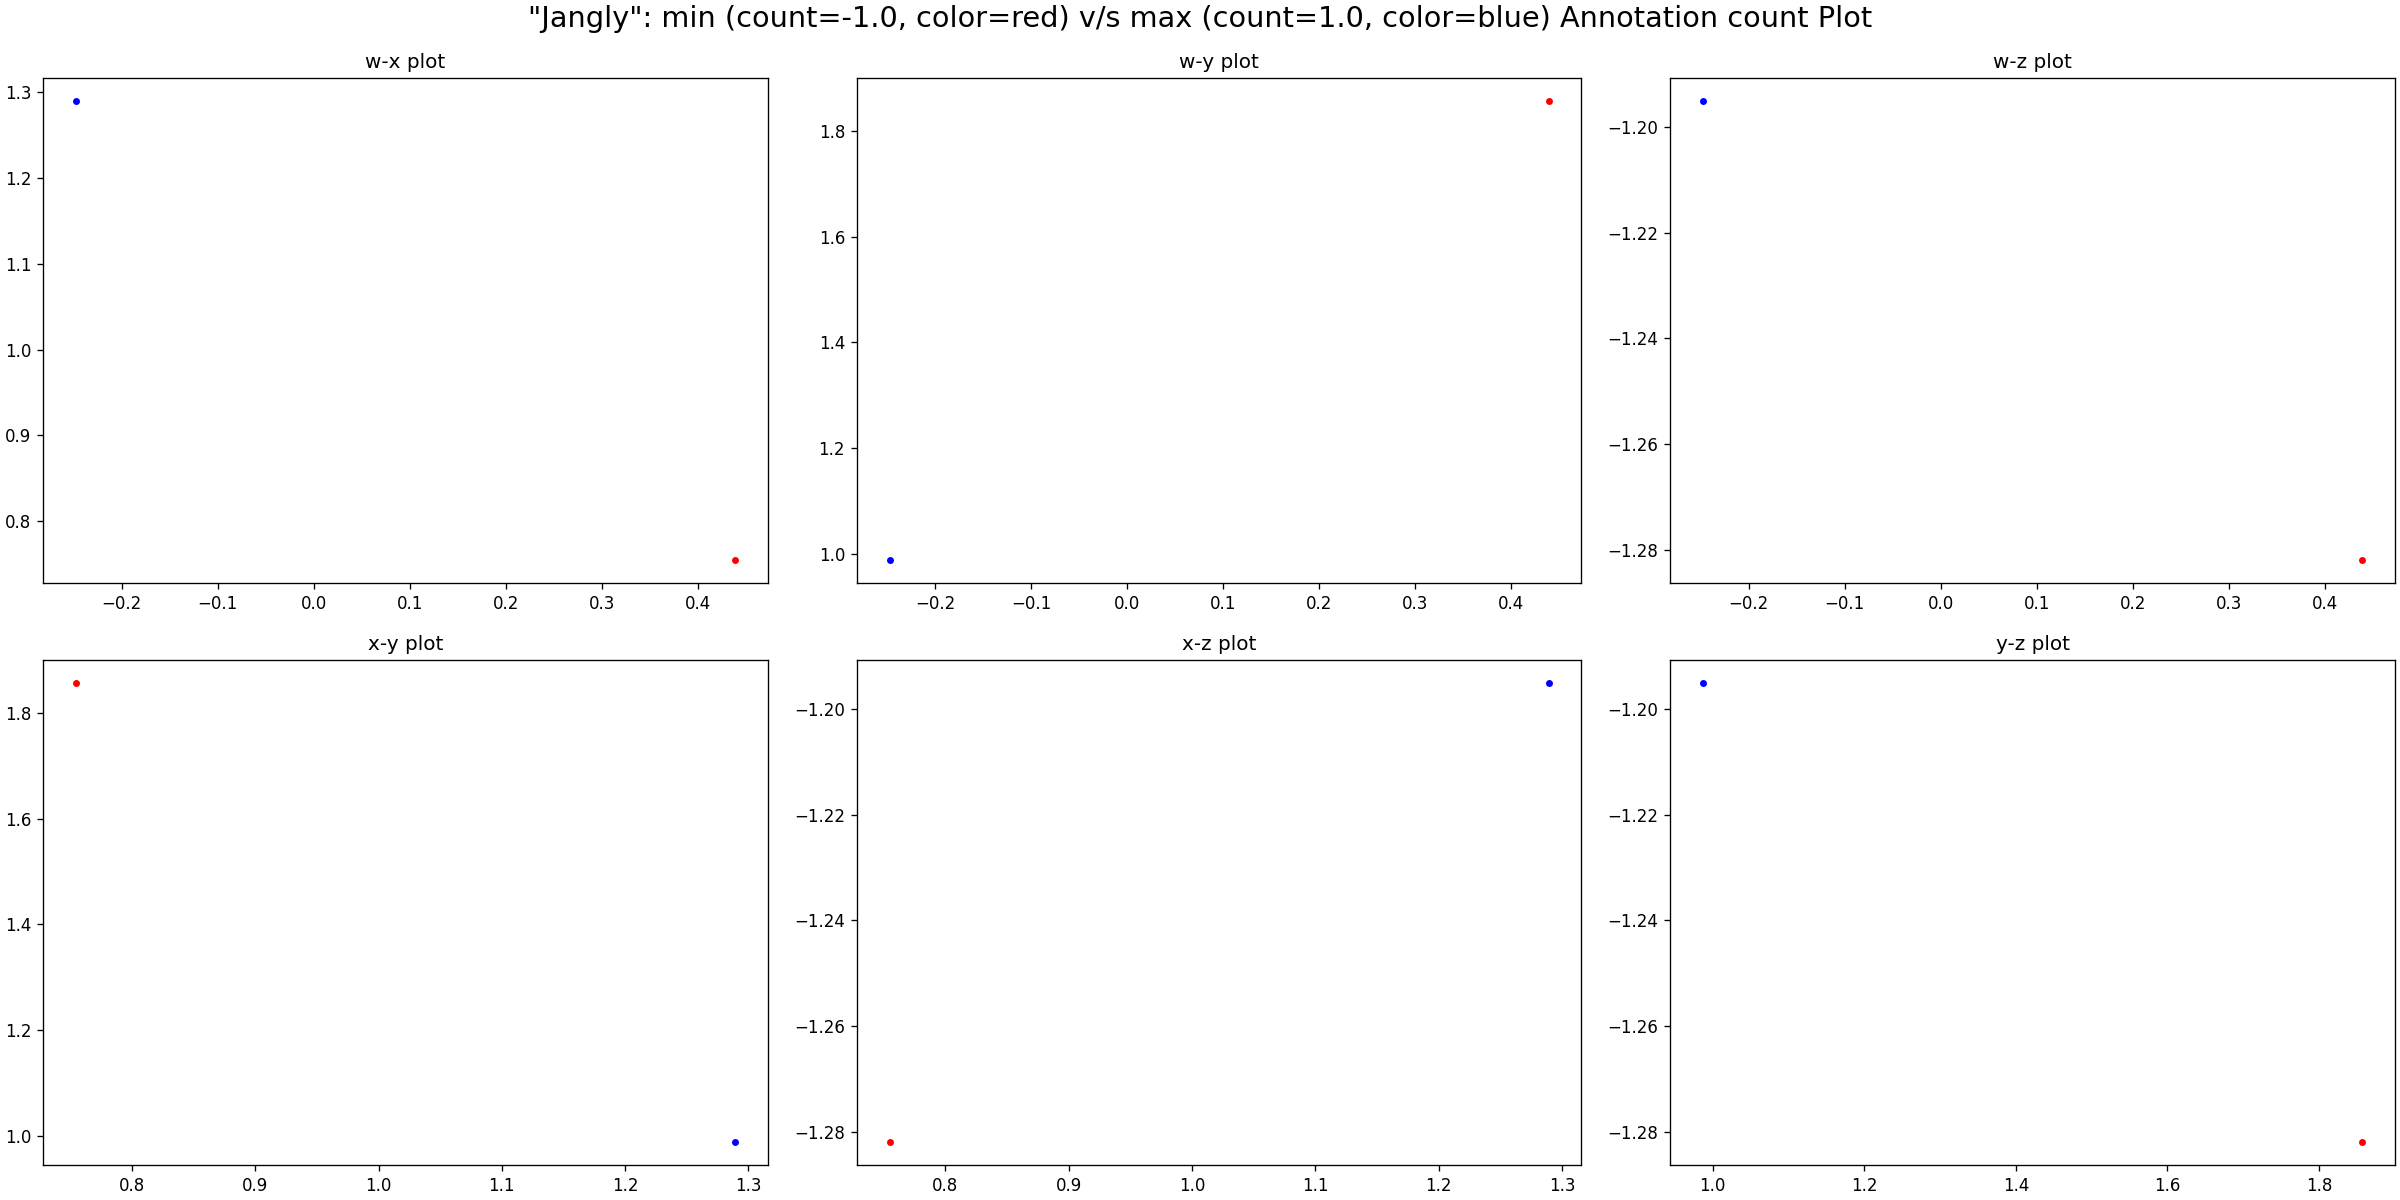 "Jangly": min (count=-1.0, color=red) v/s max (count=1.0, color=blue) Annotation count Plot
w-x plot
1.3
1.2
1.1
1.0
0.9
0.8
−0.2 −0.1 0.0 0.1 0.2 0.3 0.4
w-y plot
1.8
1.6
1.4
1.2
1.0
−0.2 −0.1 0.0 0.1 0.2 0.3 0.4
w-z plot
−1.20
−1.22
−1.24
−1.26
−1.28
−0.2 −0.1 0.0 0.1 0.2 0.3 0.4
x-y plot
1.8
1.6
1.4
1.2
1.0
0.8 0.9 1.0 1.1 1.2 1.3
x-z plot
−1.20
−1.22
−1.24
−1.26
−1.28
0.8 0.9 1.0 1.1 1.2 1.3
y-z plot
−1.20
−1.22
−1.24
−1.26
−1.28
1.0 1.2 1.4 1.6 1.8